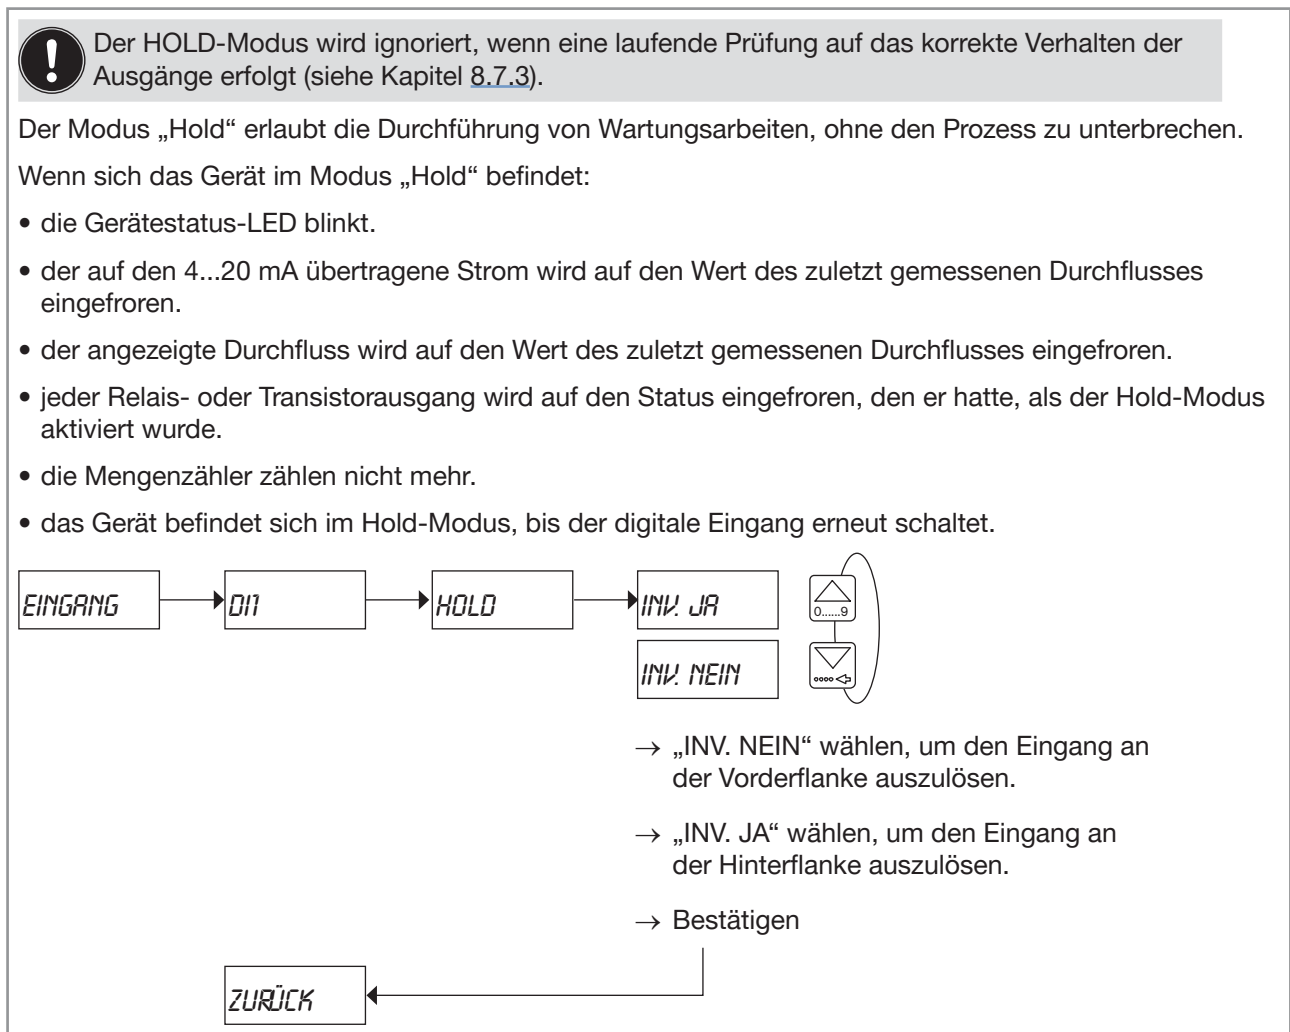 Der HOLD-Modus wird ignoriert, wenn eine laufende Prüfung auf das korrekte Verhalten der
Ausgänge erfolgt (siehe Kapitel 8.7.3).
Der Modus „Hold“ erlaubt die Durchführung von Wartungsarbeiten, ohne den Prozess zu unterbrechen.
Wenn sich das Gerät im Modus „Hold“ befindet:
• die Gerätestatus-LED blinkt.
• der auf den 4...20 mA übertragene Strom wird auf den Wert des zuletzt gemessenen Durchflusses
eingefroren.
• der angezeigte Durchfluss wird auf den Wert des zuletzt gemessenen Durchflusses eingefroren.
• jeder Relais- oder Transistorausgang wird auf den Status eingefroren, den er hatte, als der Hold-Modus
aktiviert wurde.
• die Mengenzähler zählen nicht mehr.
• das Gerät befindet sich im Hold-Modus, bis der digitale Eingang erneut schaltet.
EINGANG
DI1
HOLD
INV. JA
0......9
INV. NEIN
→ „INV. NEIN“ wählen, um den Eingang an
der Vorderflanke auszulösen.
→ „INV. JA“ wählen, um den Eingang an
der Hinterflanke auszulösen.
→ Bestätigen
ZURÜCK